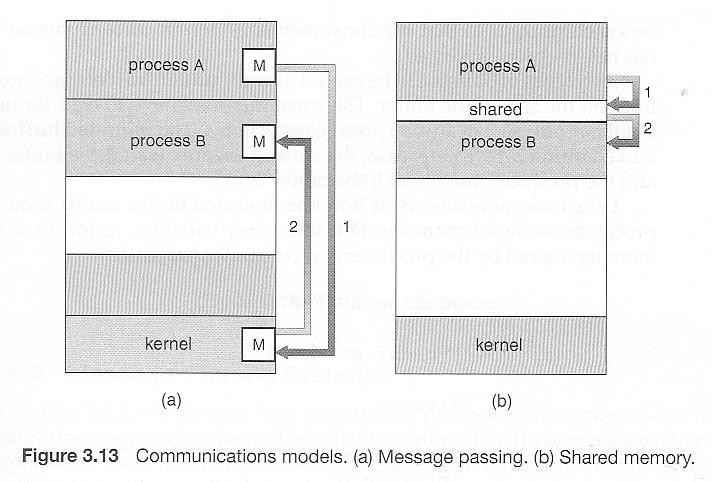 process A
M
process B
M
2
1
kernel
M
(a)
process A
1
shared
2
process B
kernel
(b)
Figure 3.13 Communications models. (a) Message passing. (b) Shared memory.